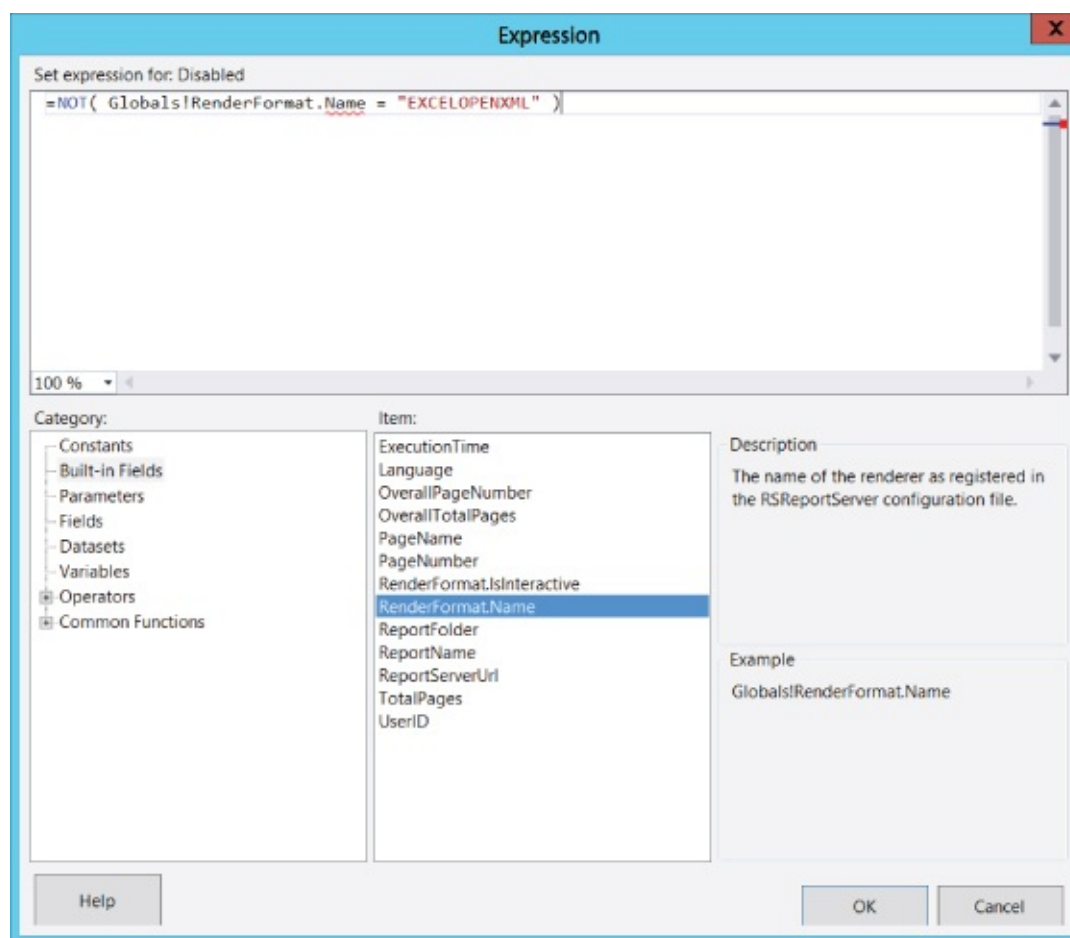 Expression
X
Set expression for: Disabled
=NOT( Globals!RenderFormat.Name = "EXCELOPENXML" )
100 %
Category:
Constants
Built-in Fields
Parameters
Fields
Datasets
Variables
Operators
Common Functions
Item:
ExecutionTime
Language
OverallPageNumber
OverallTotalPages
PageName
PageNumber
RenderFormat.IsInteractive
RenderFormat.Name
ReportFolder
ReportName
ReportServerUrl
TotalPages
UserID
Description
The name of the renderer as registered in
the RSReportServer configuration file.
Example
Globals!RenderFormat.Name
Help
OK
Cancel